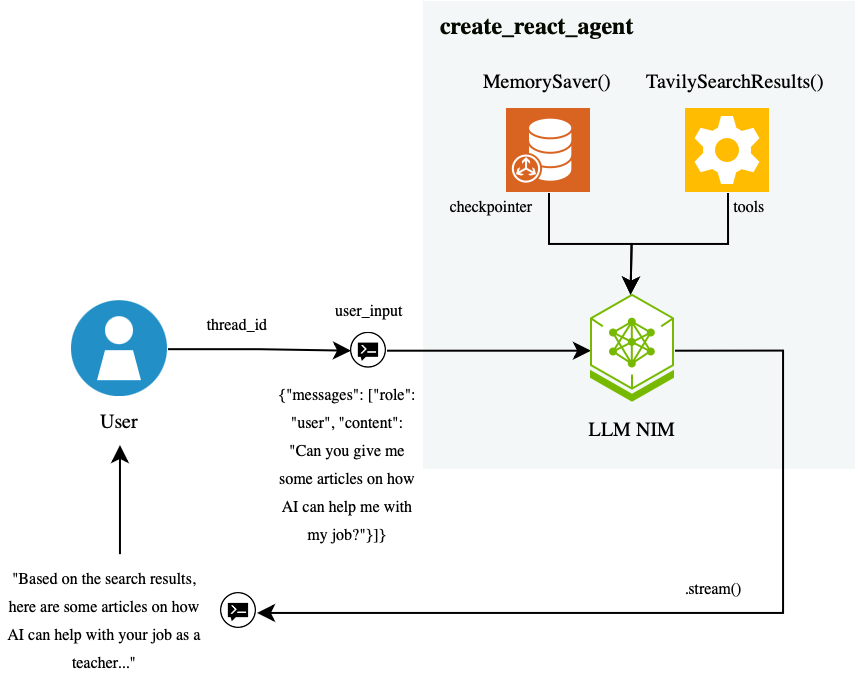 create_react_agent
MemorySaver()
TavilySearchResults()
checkpointer
tools
thread_id
user_input
{"messages": ["role":
"user", "content":
"Can you give me
some articles on how
AI can help me with
my job?"}]}
User
LLM NIM
.stream()
"Based on the search results,
here are some articles on how
AI can help with your job as a
teacher..."